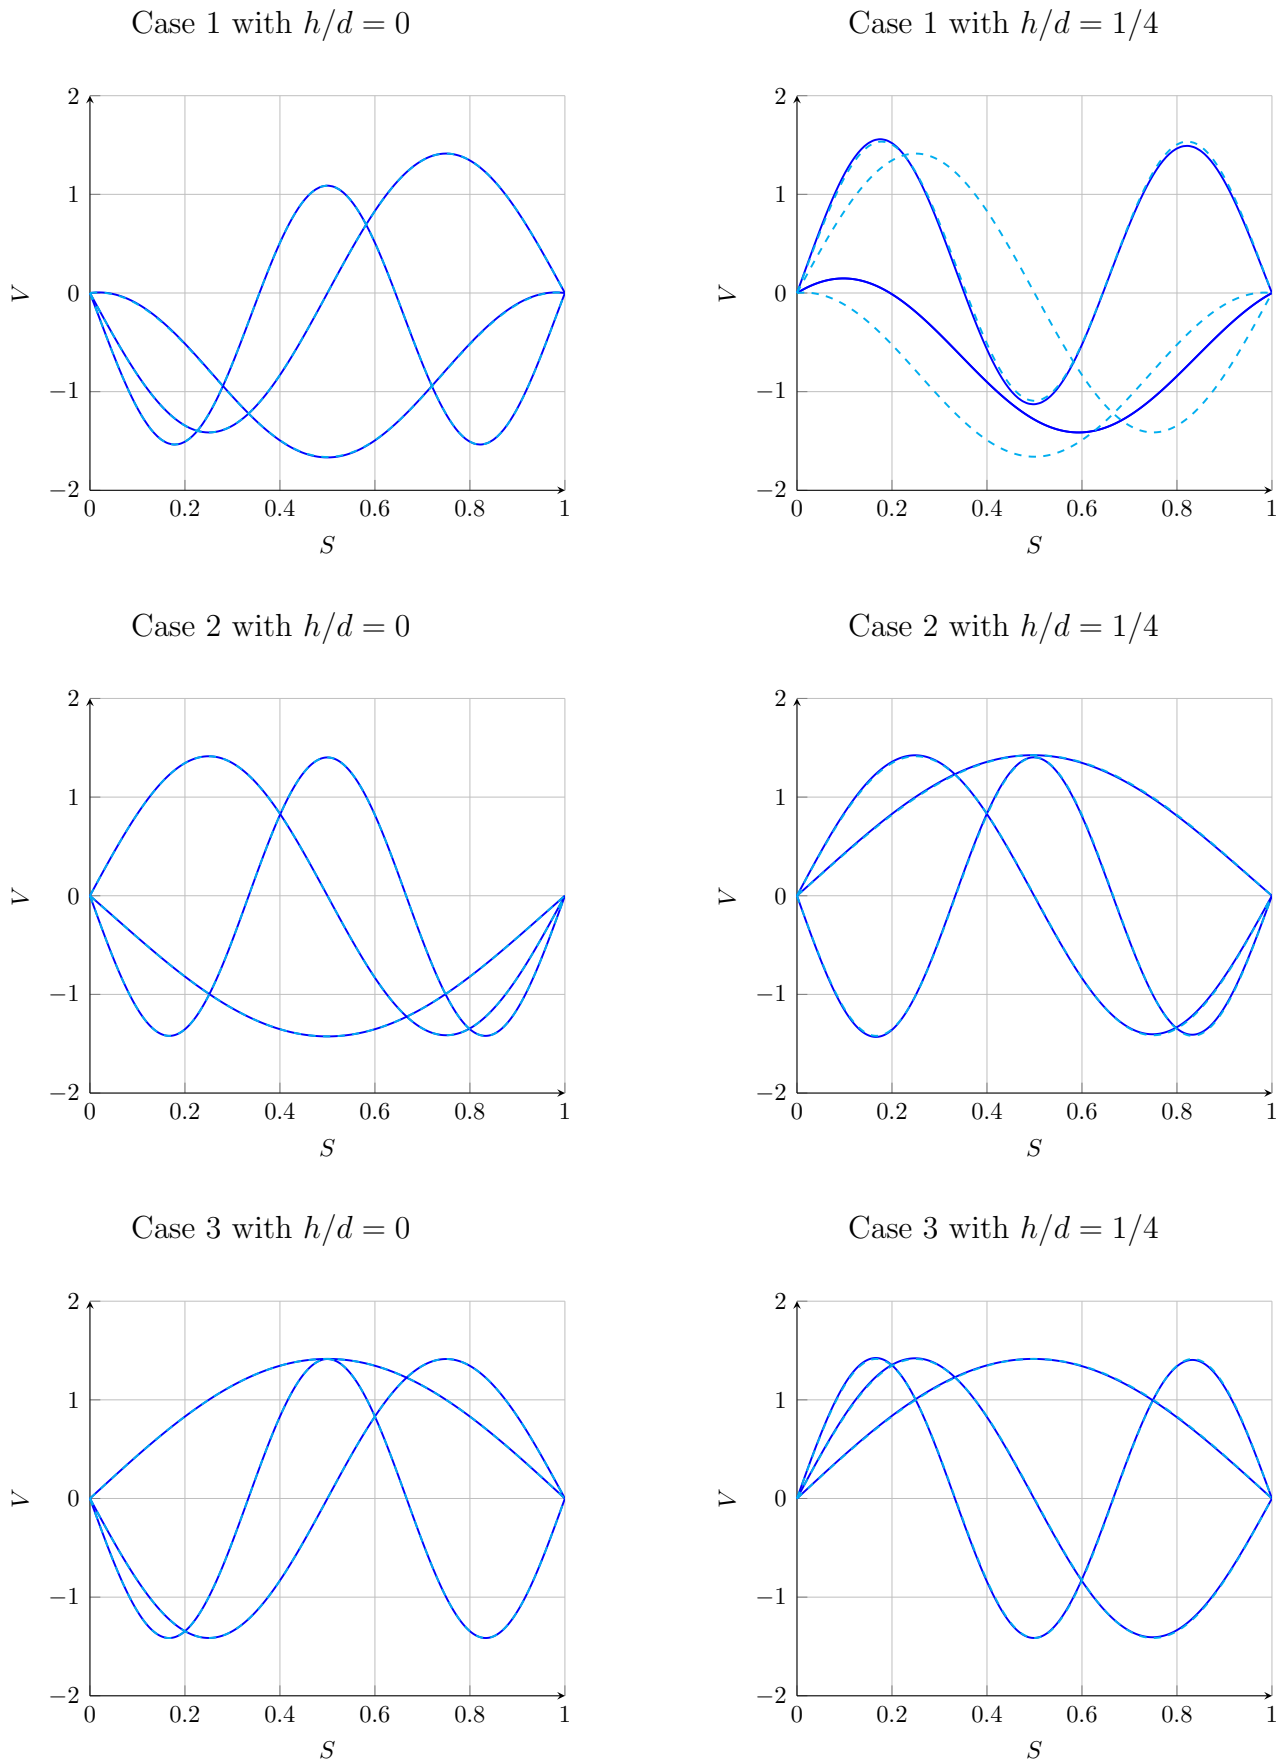 Case 1 with h/d = 0
Case 1 with h/d = 1/4
2
1
0
−1
−2
V
0 0.2 0.4 0.6 0.8 1
S
2
1
0
−1
−2
V
0 0.2 0.4 0.6 0.8 1
S
Case 2 with h/d = 0
Case 2 with h/d = 1/4
2
1
0
−1
−2
V
0 0.2 0.4 0.6 0.8 1
S
2
1
0
−1
−2
V
0 0.2 0.4 0.6 0.8 1
S
Case 3 with h/d = 0
Case 3 with h/d = 1/4
2
1
0
−1
−2
V
0 0.2 0.4 0.6 0.8 1
S
2
1
0
−1
−2
V
0 0.2 0.4 0.6 0.8 1
S